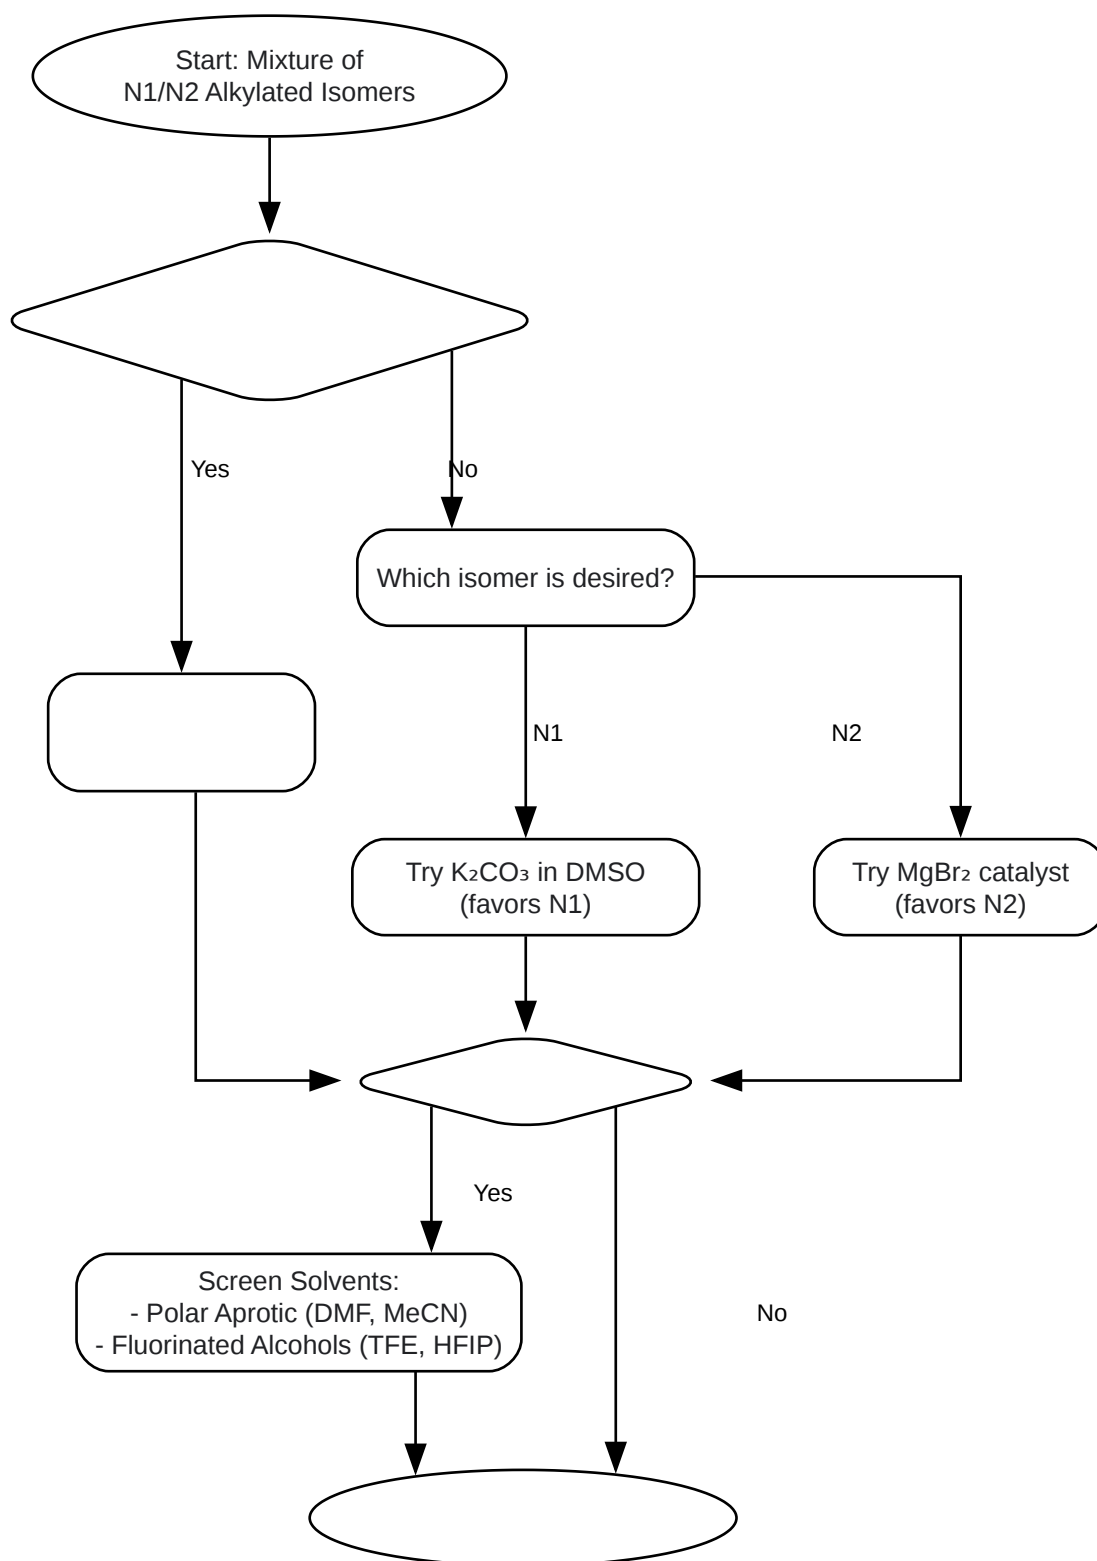 Start: Mixture of
N1/N2 Alkylated Isomers
Yes
No
Which isomer is desired?
N1
N2
Try K₂CO₃ in DMSO
(favors N1)
Try MgBr₂ catalyst
(favors N2)
Yes
Screen Solvents:
- Polar Aprotic (DMF, MeCN)
- Fluorinated Alcohols (TFE, HFIP)
No